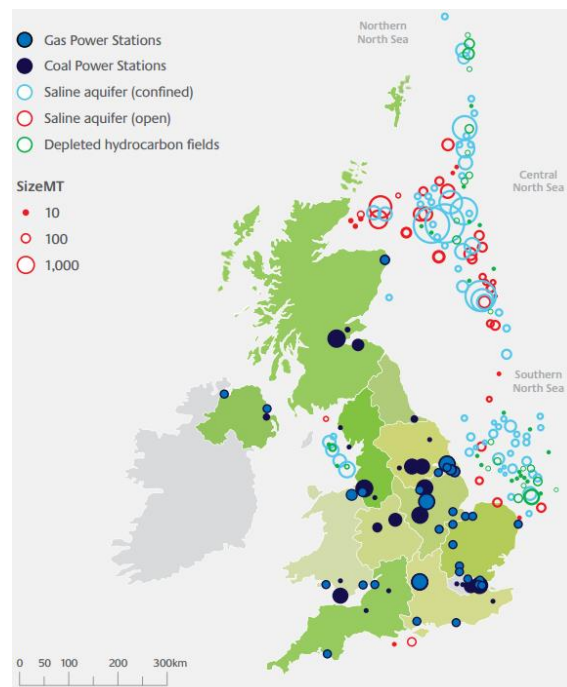 Northern
North Sea
Gas Power Stations
Coal Power Stations
Saline aquifer (confined)
Saline aquifer (open)
Depleted hydrocarbon fields
SizeMT
10
100
1,000
Central
North Sea
Southern
North Sea
0 50 100 200 300km